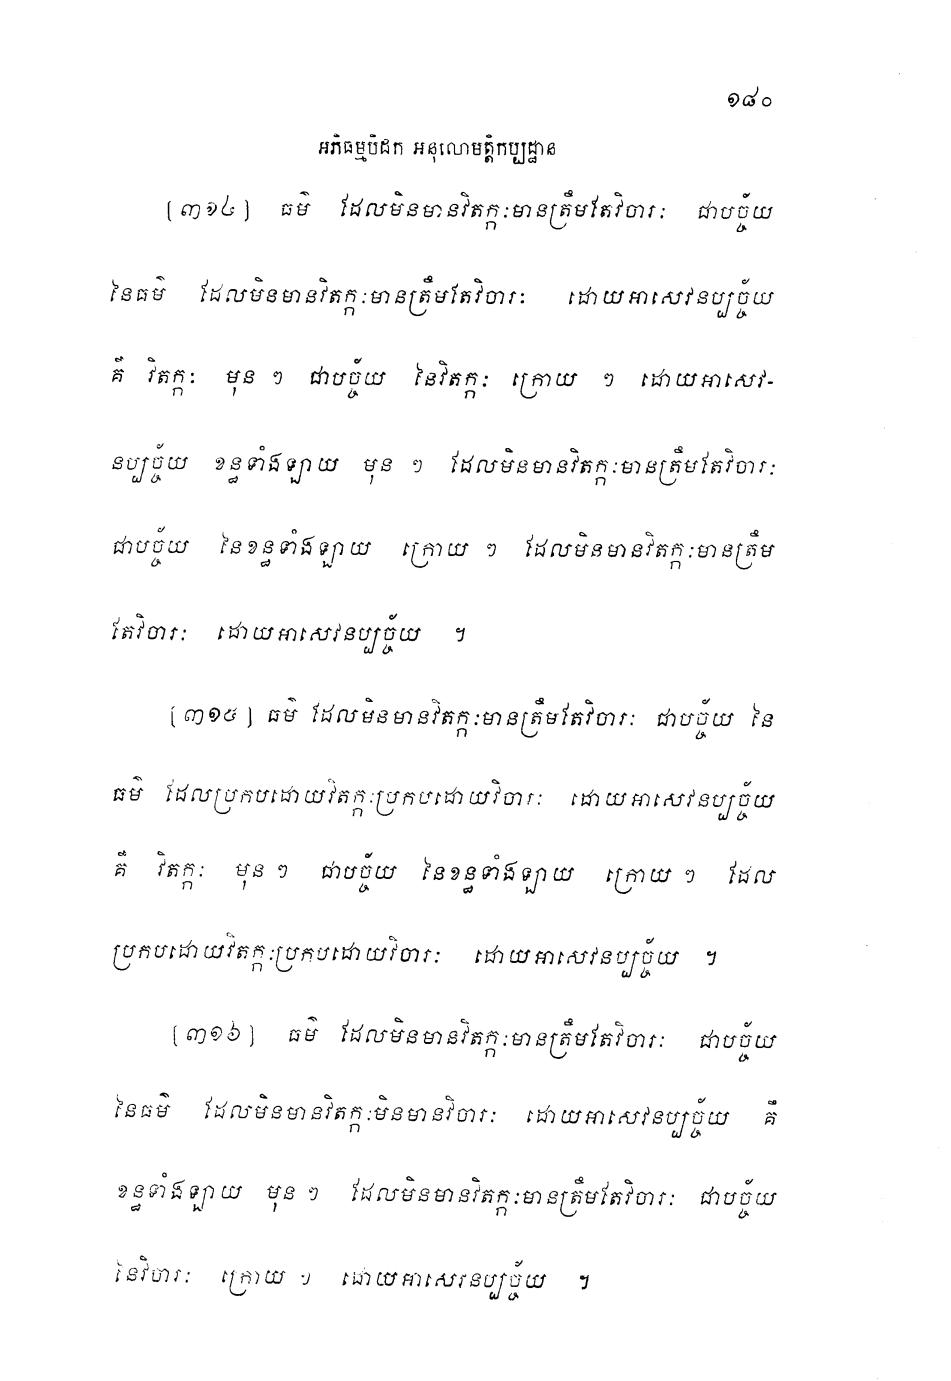 ១៨០
អភិធម្មបិដក អនុលោមត្តិកប្បដ្ឋាន
[៣១៤] ធម៌ ដែលមិនមានវិតក្កៈមានត្រឹមតែវិចារៈ ជាបច្ច័យ
នៃធម៌ ដែលមិនមានវិតក្កៈមានត្រឹមតែវិចារៈ ដោយអាសេវនប្បច្ច័យ
គឺ វិតក្កៈ មុន ៗ ជាបច្ច័យ នៃវិតក្កៈ ក្រោយ ៗ ដោយអាសេវ-
នប្បច្ច័យ ខន្ធទាំងឡាយ មុន ៗ ដែលមិនមានវិតក្កៈមានត្រឹមតែវិចារៈ
ជាបច្ច័យ នៃខន្ធទាំងឡាយ ក្រោយ ៗ ដែលមិនមានវិតក្កៈមានត្រឹម
តែវិចារៈ ដោយអាសេវនប្បច្ច័យ ។
[៣១៥] ធម៌ ដែលមិនមានវិតក្កៈមានត្រឹមតែវិចារៈ ជាបច្ច័យ នៃ
ធម៌ ដែលប្រកបដោយវិតក្កៈប្រកបដោយវិចារៈ ដោយអាសេវនប្បច្ច័យ
គឺ វិតក្កៈ មុន ៗ ជាបច្ច័យ នៃខន្ធទាំងឡាយ ក្រោយ ៗ ដែល
ប្រកបដោយវិតក្កៈប្រកបដោយវិចារៈ ដោយអាសេវនប្បច្ច័យ ។
[៣១៦] ធម៌ ដែលមិនមានវិតក្កៈមានត្រឹមតែវិចារៈ ជាបច្ច័យ
នៃធម៌ ដែលមិនមានវិតក្កៈមិនមានវិចារៈ ដោយអាសេវនប្បច្ច័យ គឺ
ខន្ធទាំងឡាយ មុន ៗ ដែលមិនមានវិតក្កៈមានត្រឹមតែវិចារៈ ជាបច្ច័យ
នៃវិចារៈ ក្រោយ ៗ ដោយអាសេវនប្បច្ច័យ ។